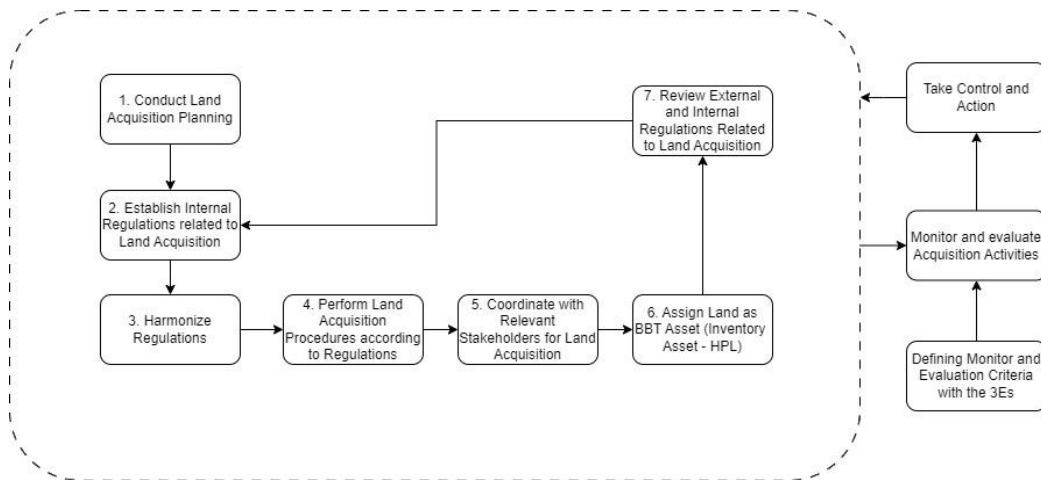 1. Conduct Land
Acquisition Planning
2. Establish Internal
Regulations related to
Land Acquisition
3. Harmonize
Regulations
4. Perform Land
Acquisition
Procedures according
to Regulations
5. Coordinate with
Relevant
Stakeholders for Land
Acquisition
6. Assign Land as
BBT Asset (Inventory
Asset - HPL)
7. Review External
and Internal
Regulations Related
to Land Acquisition
Take Control and
Action
Monitor and evaluate
Acquisition Activities
Defining Monitor and
Evaluation Criteria
with the 3Es